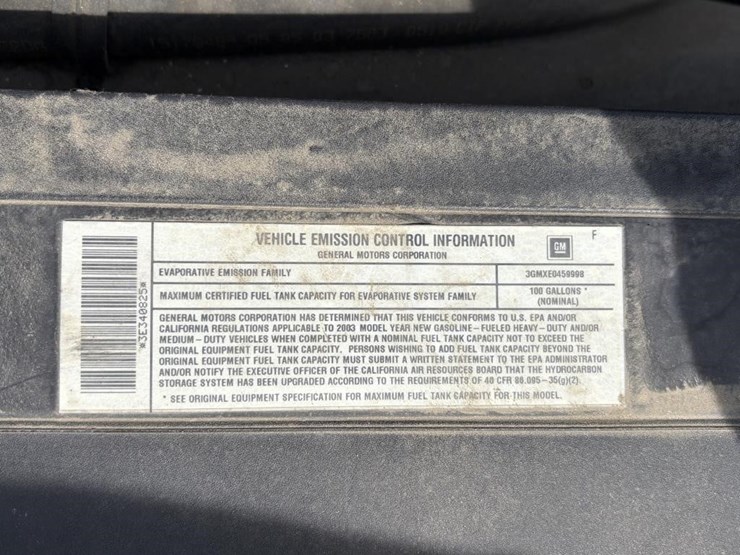 VEHICLE EMISSION CONTROL INFORMATION
GM
F
GENERAL MOTORS CORPORATION
EVAPORATIVE EMISSION FAMILY
3GMXE0459998
MAXIMUM CERTIFIED FUEL TANK CAPACITY FOR EVAPORATIVE SYSTEM FAMILY
100 GALLONS *
(NOMINAL)
GENERAL MOTORS CORPORATION HAS DETERMINED THAT THIS VEHICLE CONFORMS TO U.S. EPA AND/OR
CALIFORNIA REGULATIONS APPLICABLE TO 2003 MODEL YEAR NEW GASOLINE-FUELED HEAVY-DUTY AND/OR
MEDIUM-DUTY VEHICLES WHEN COMPLETED WITH A NOMINAL FUEL TANK CAPACITY NOT TO EXCEED THE
ORIGINAL EQUIPMENT FUEL TANK CAPACITY. PERSONS WISHING TO ADD FUEL TANK CAPACITY BEYOND THE
ORIGINAL EQUIPMENT FUEL TANK CAPACITY MUST SUBMIT A WRITTEN STATEMENT TO THE EPA ADMINISTRATOR
AND/OR NOTIFY THE EXECUTIVE OFFICER OF THE CALIFORNIA AIR RESOURCES BOARD THAT THE HYDROCARBON
STORAGE SYSTEM HAS BEEN UPGRADED ACCORDING TO THE REQUIREMENTS OF 40 CFR 86.085-35(g)(2).
* SEE ORIGINAL EQUIPMENT SPECIFICATION FOR MAXIMUM FUEL TANK CAPACITY FOR THIS MODEL.
*3E340825*